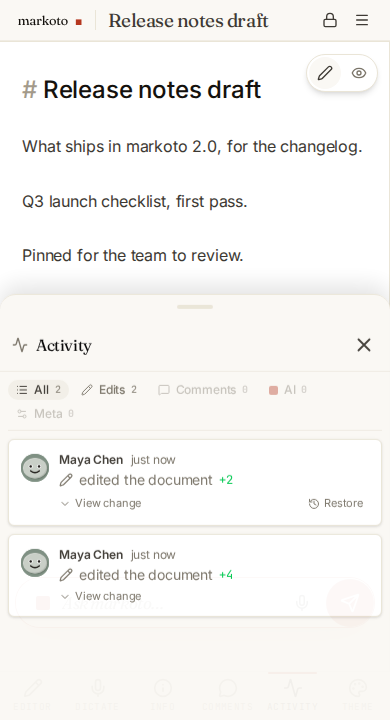 markoto
Release notes draft
# Release notes draft
What ships in markoto 2.0, for the changelog.
Q3 launch checklist, first pass.
Pinned for the team to review.
Activity
All 2 Edits 2 Comments 0 AI 0
Meta 0
Maya Chen just now
edited the document +2
View change Restore
Maya Chen just now
edited the document +4
View change